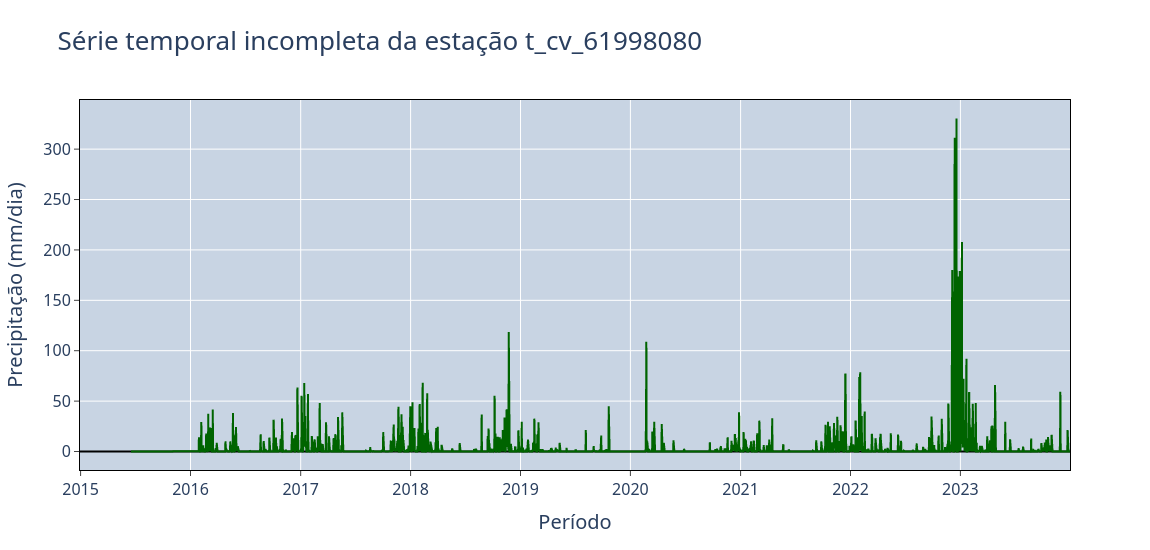 Série temporal incompleta da estação t_cv_61998080
Precipitação (mm/dia)
300
250
200
150
100
50
0
2015 2016 2017 2018 2019 2020 2021 2022 2023
Período